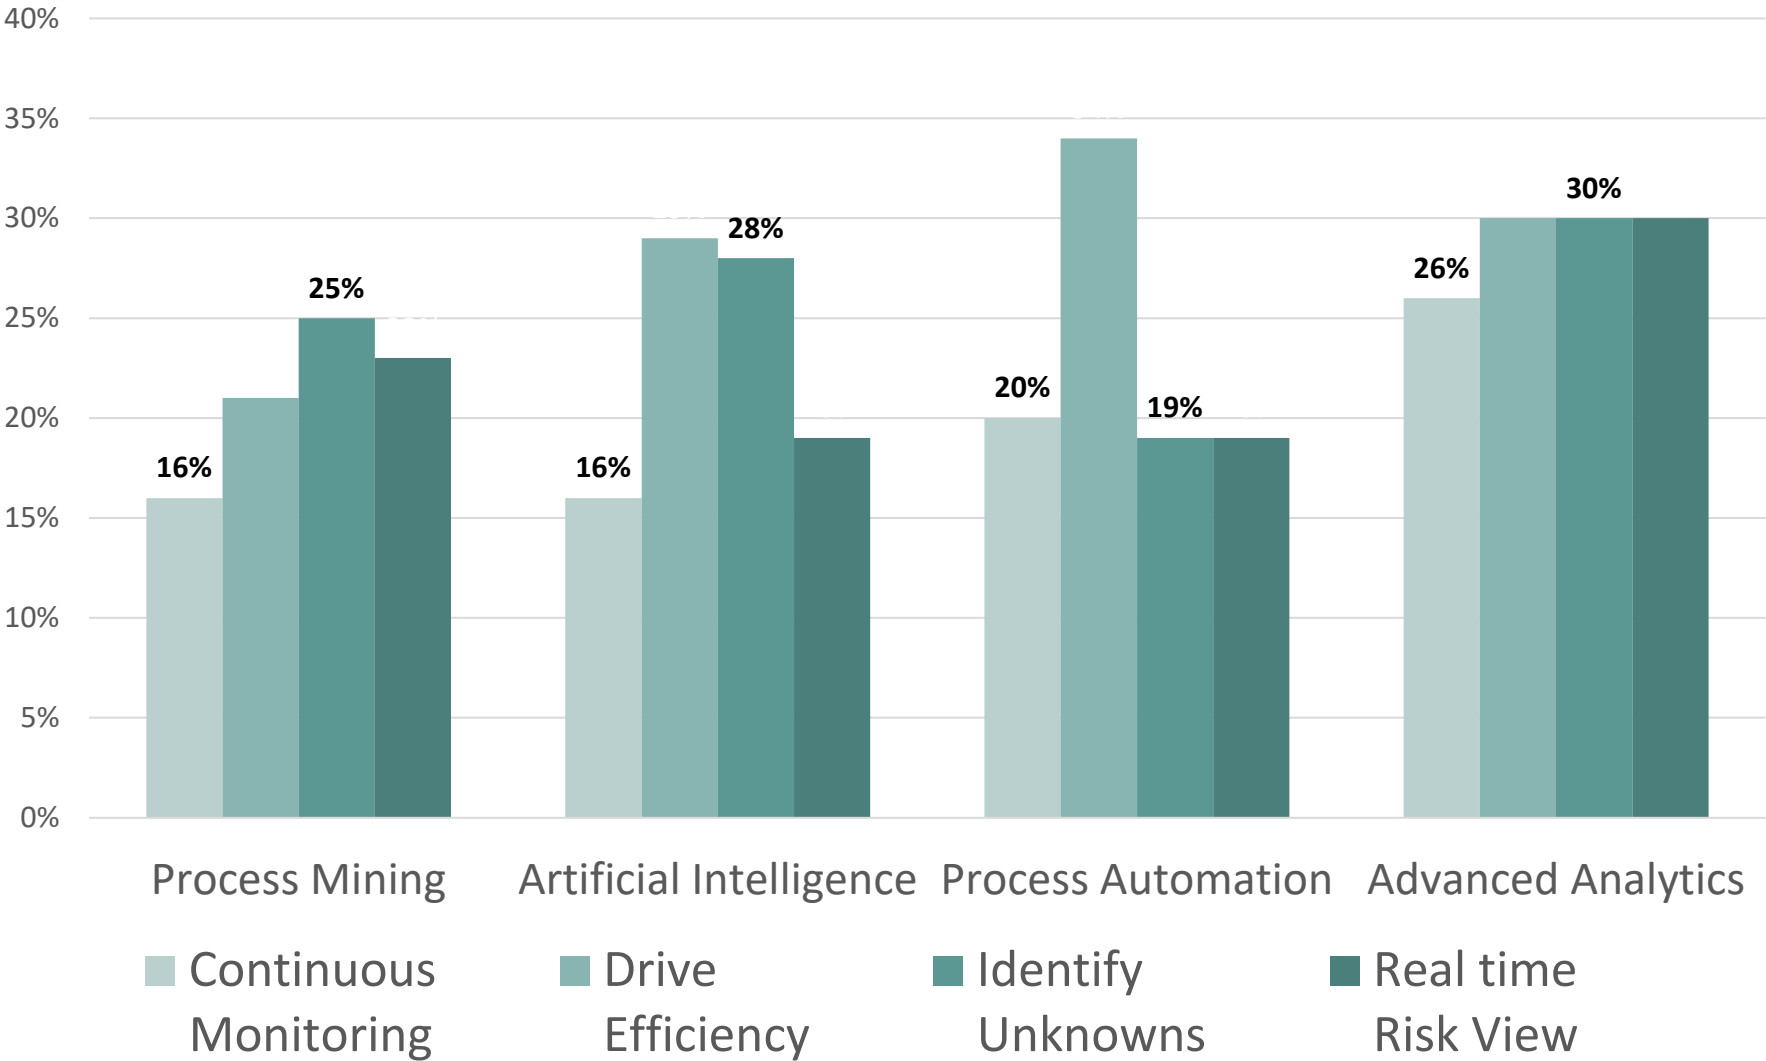 40%
35%
30%
25%
20%
15%
10%
5%
0%
16%
25%
16%
28%
20%
19%
26%
30%
Process Mining
Artificial Intelligence
Process Automation
Advanced Analytics
Continuous
Monitoring
Drive
Efficiency
Identify
Unknowns
Real time
Risk View